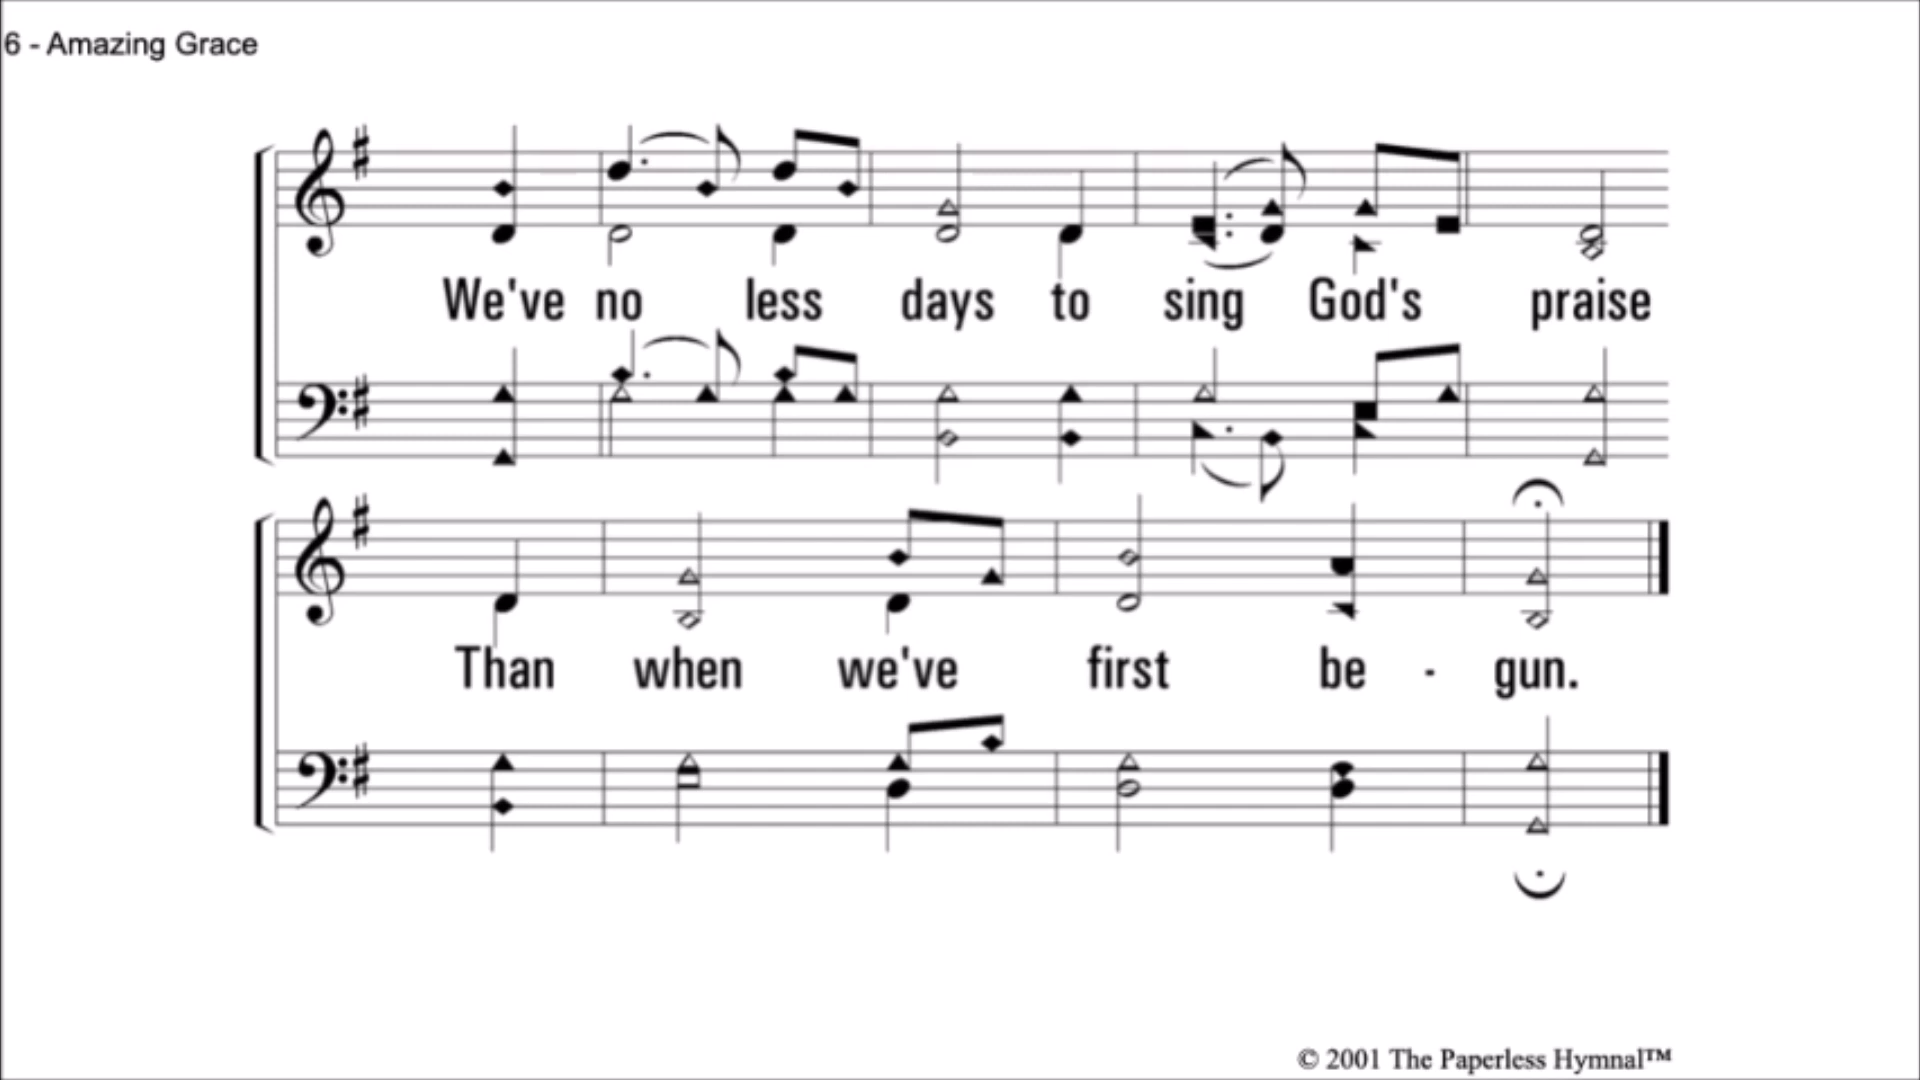 6 - Amazing Grace
We've no less days to sing God's praise
Than when we've first be - gun.
© 2001 The Paperless Hymnal™